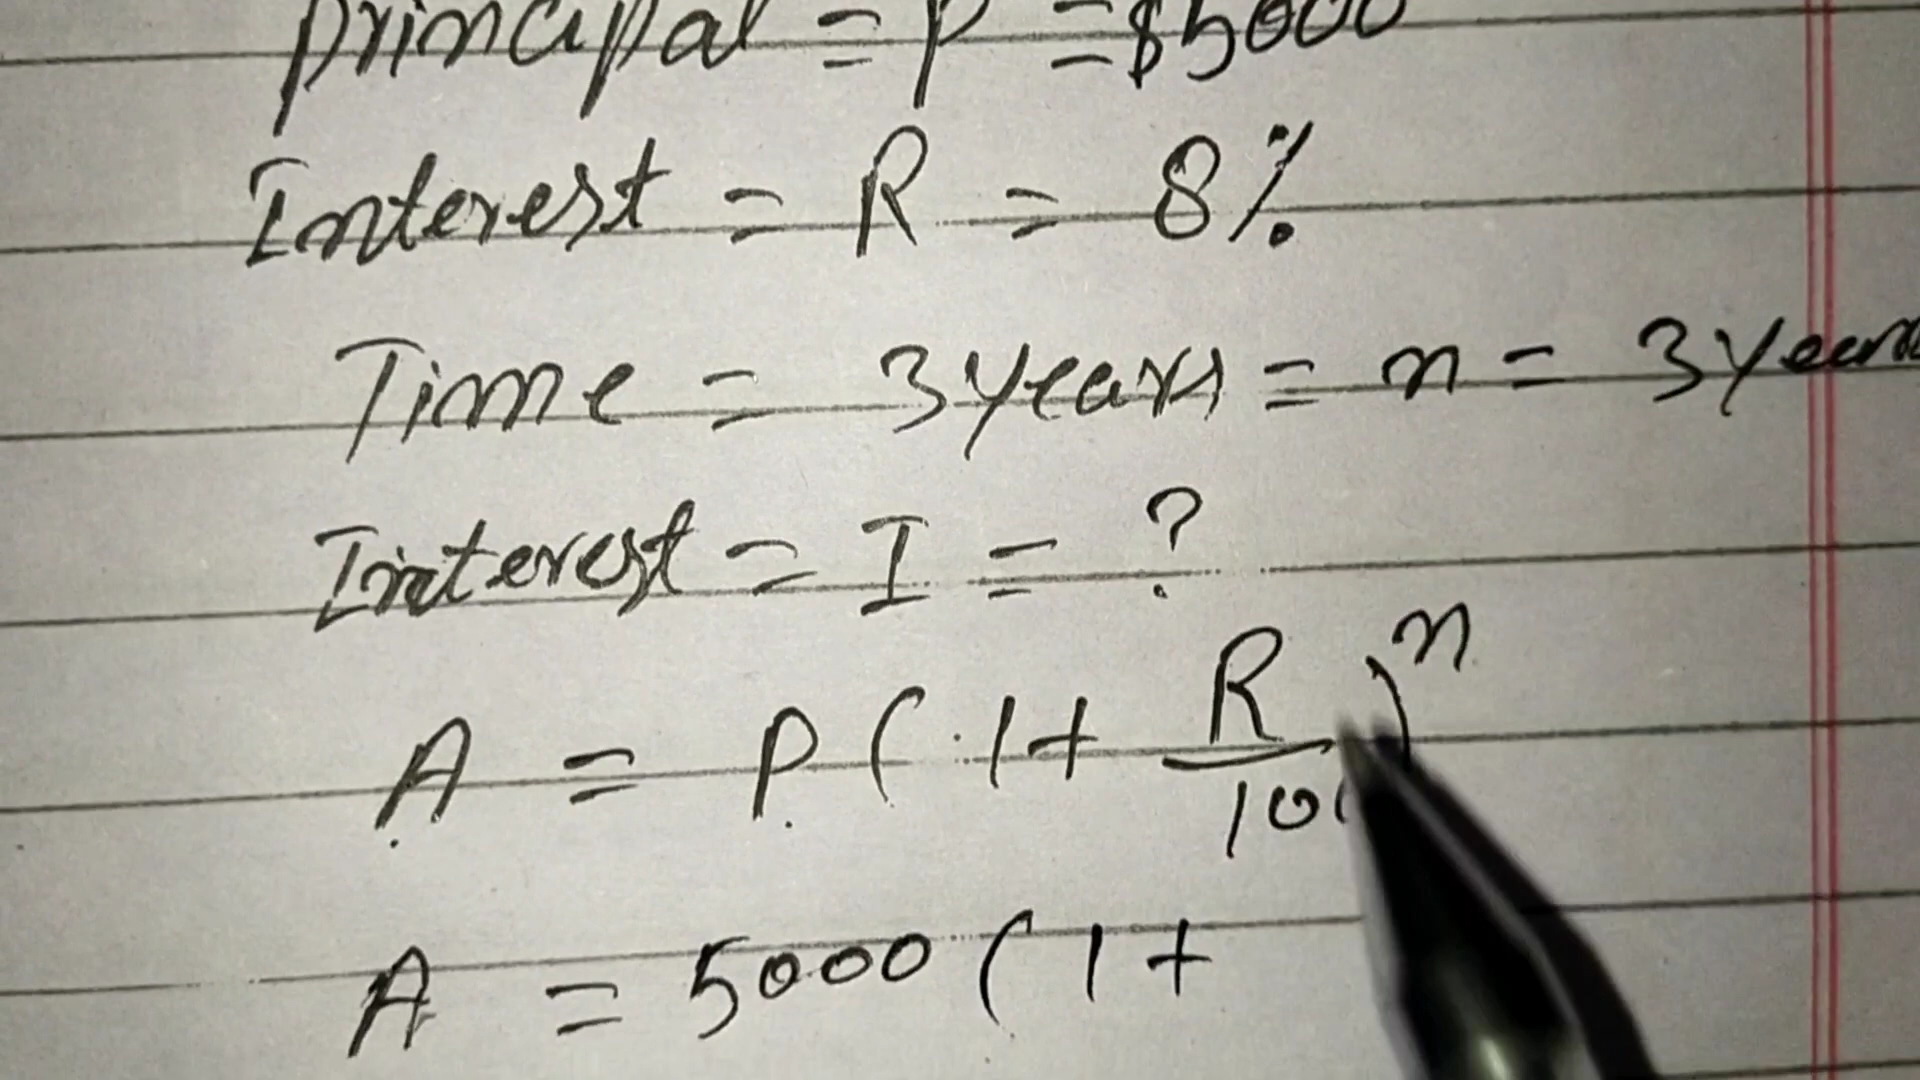 Principal = P = $5000
Interest = R = 8%
Time = 3 years = n = 3 years
Interest = I = ?
A = P ( 1 + R/100 )^n
A = 5000 ( 1 +